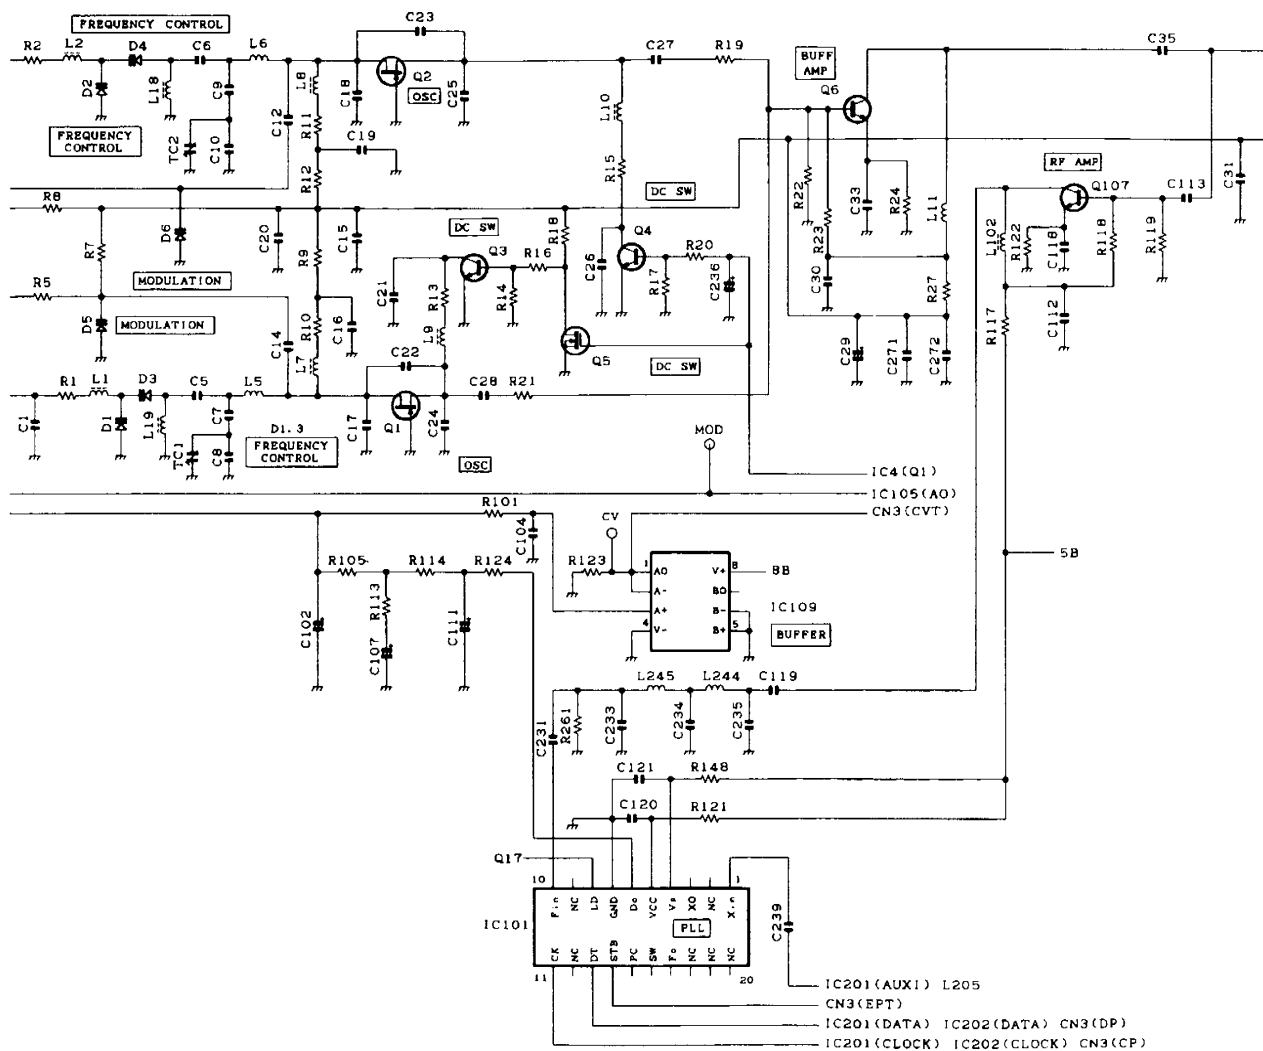 FREQUENCY CONTROL
C23
R2 L2 D4 C6 L6
C27 R19
C35
BUFF
AMP
Q6
Q2
OSC
D2
L18
C9
L8
C18
C25
L10
R11
C12
FREQUENCY
CONTROL
TC2
C10
C19
R12
R15
RF AMP
Q107
C113
C31
R8
DC SW
R22
C33
R24
L11
R7
D6
C20
C15
DC SW
Q3
R16
R18
Q4
R20
R23
L102
R122
C118
R118
R119
R9
R5
MODULATION
C21
R13
R14
C26
R17
C236
C30
R27
D5
MODULATION
C14
R10
C16
L9
Q5
R117
C112
L7
C22
DC SW
C29
C271
C272
R1 L1 D3 C5 L5
C28 R21
C1
D1
L19
C7
TC1
C8
D1.3
FREQUENCY
CONTROL
C17
Q1
C24
OSC
MOD
IC4(Q1)
IC105(AO)
CN3(CVT)
R101
C104
CV
5B
R105 R114 R124
R123
1 AO V+ 8
8B
A- BO
A+ B-
4 V- B+ 5
IC109
BUFFER
R113
C102
C107
C111
L245 L244 C119
C231
R261
C233
C234
C235
C121 R148
C120 R121
Q17
10 1
Fin NC LD GND Do VCC Vs XO NC Xin
IC101
PLL
CK NC DT STB PC SW Fo NC NC NC
11 20
C239
IC201(AUXI) L205
CN3(EPT)
IC201(DATA) IC202(DATA) CN3(DP)
IC201(CLOCK) IC202(CLOCK) CN3(CP)